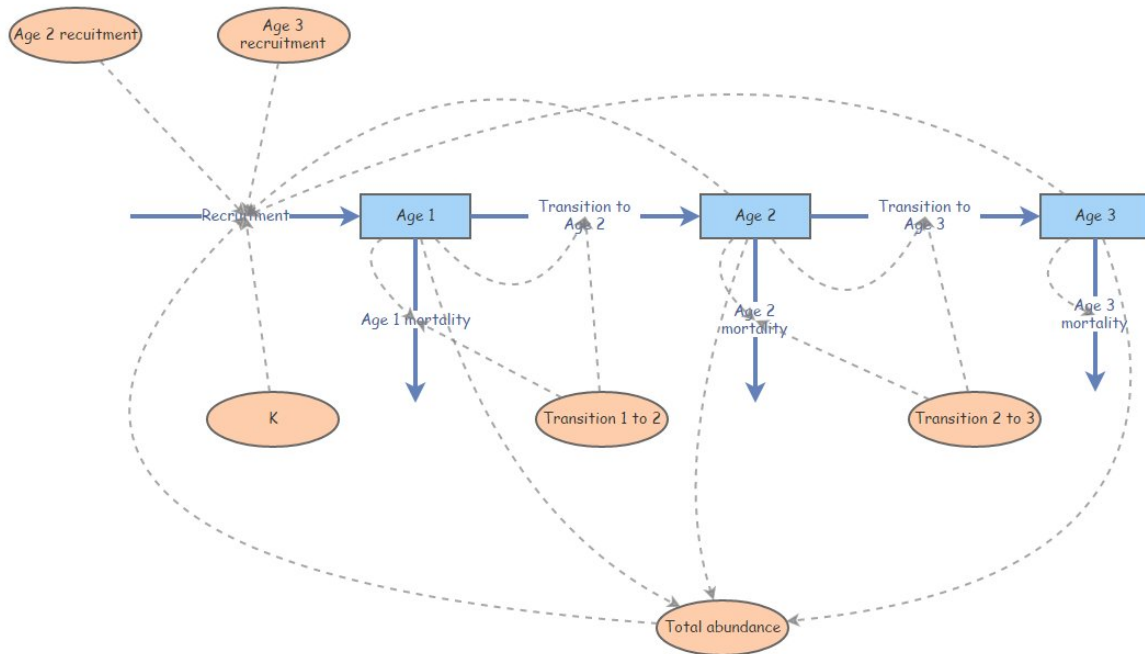 Age 2 recuitment
Age 3
recruitment
Recruitment
Age 1
Transition to
Age 2
Age 2
Transition to
Age 3
Age 3
Age 1 mortality
Age 2
mortality
Age 3
mortality
K
Transition 1 to 2
Transition 2 to 3
Total abundance